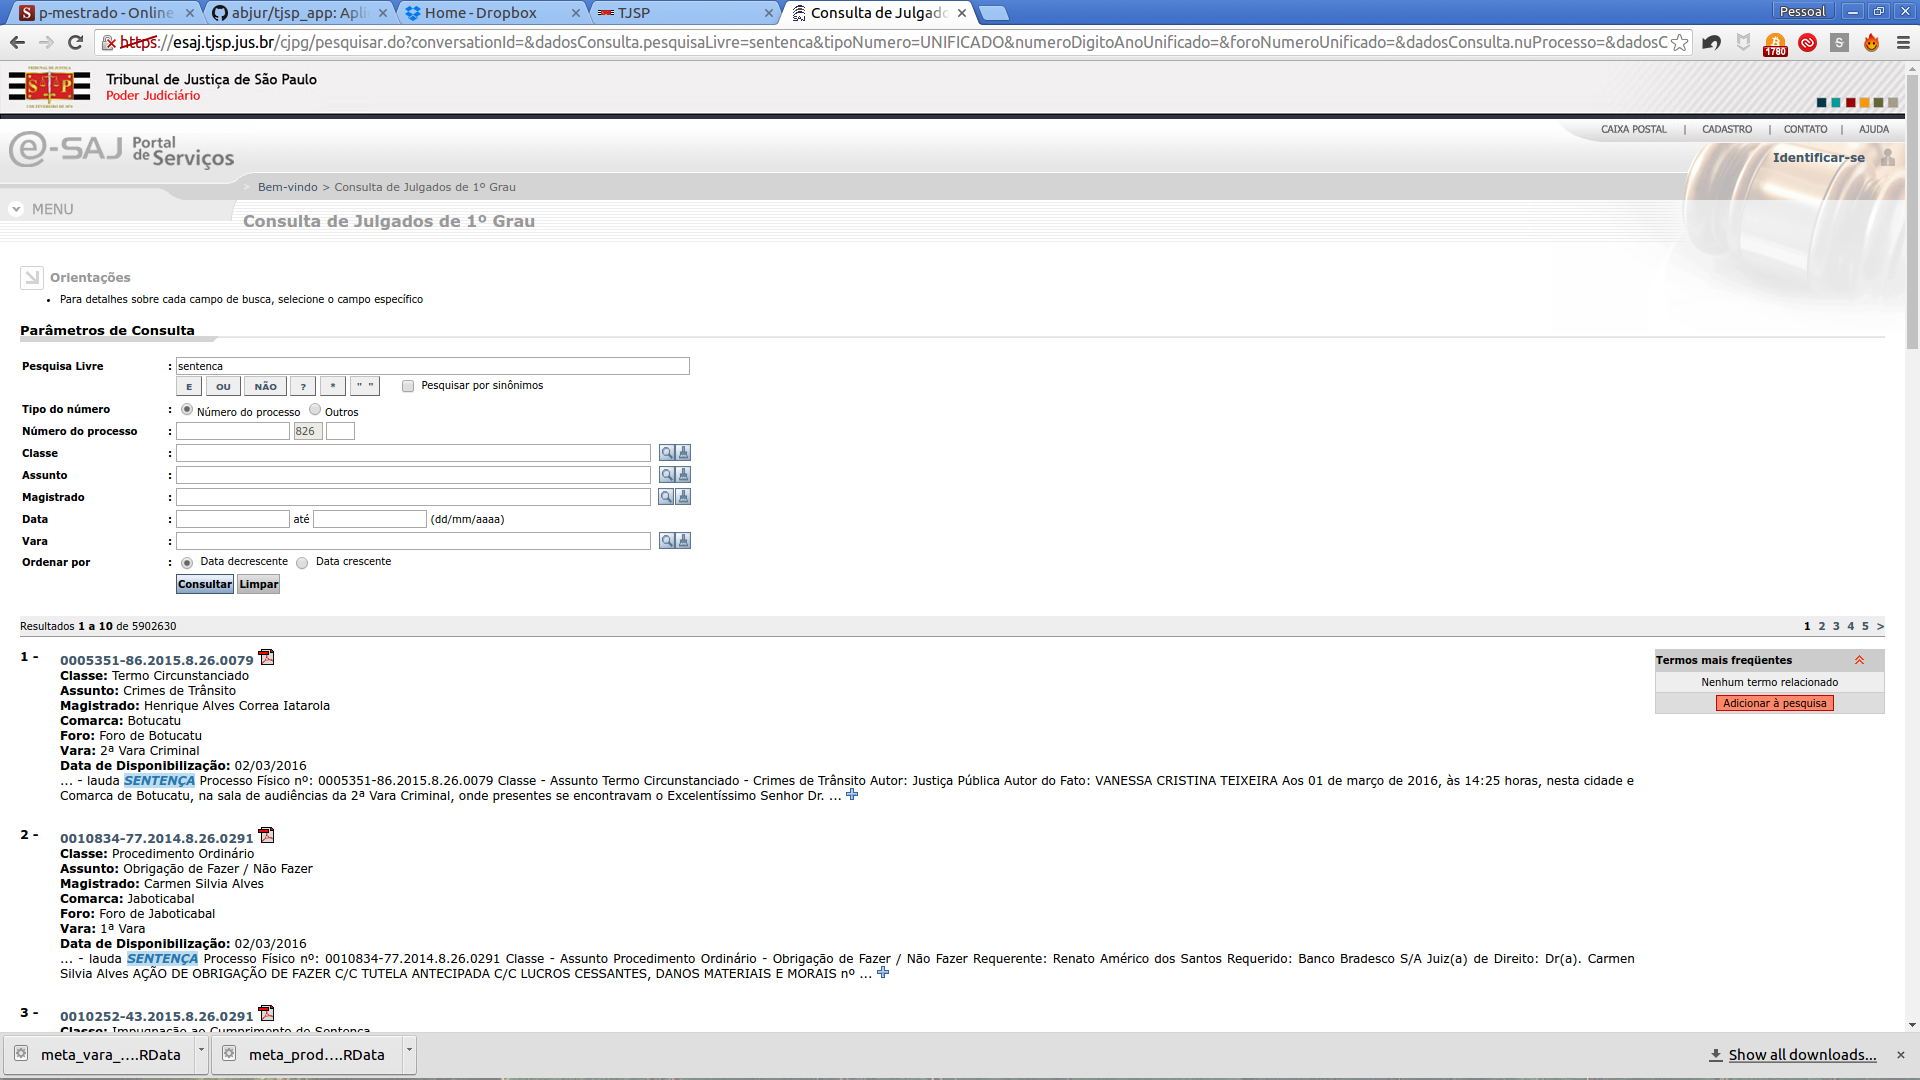 p-mestrado - Online
abjur/tjsp_app: Apli
Home - Dropbox
TJSP
Consulta de Julgado
Pessoal
https://esaj.tjsp.jus.br/cjpg/pesquisar.do?conversationId=&dadosConsulta.pesquisaLivre=sentenca&tipoNumero=UNIFICADO&numeroDigitoAnoUnificado=&foroNumeroUnificado=&dadosConsulta.nuProcesso=&dadosC
1780
Tribunal de Justiça de São Paulo
Poder Judiciário
CAIXA POSTAL | CADASTRO | CONTATO | AJUDA
e-SAJ Portal de Serviços
Identificar-se
Bem-vindo > Consulta de Julgados de 1º Grau
MENU
Consulta de Julgados de 1º Grau
Orientações
• Para detalhes sobre cada campo de busca, selecione o campo específico
Parâmetros de Consulta
Pesquisa Livre : sentenca
E OU NÃO ? * " " Pesquisar por sinônimos
Tipo do número : Número do processo Outros
Número do processo : 826
Classe :
Assunto :
Magistrado :
Data : até (dd/mm/aaaa)
Vara :
Ordenar por : Data decrescente Data crescente
Consultar Limpar
Resultados 1 a 10 de 5902630
1 2 3 4 5 >
1 - 0005351-86.2015.8.26.0079
Classe: Termo Circunstanciado
Assunto: Crimes de Trânsito
Magistrado: Henrique Alves Correa Iatarola
Comarca: Botucatu
Foro: Foro de Botucatu
Vara: 2ª Vara Criminal
Data de Disponibilização: 02/03/2016
... - lauda SENTENÇA Processo Físico nº: 0005351-86.2015.8.26.0079 Classe - Assunto Termo Circunstanciado - Crimes de Trânsito Autor: Justiça Pública Autor do Fato: VANESSA CRISTINA TEIXEIRA Aos 01 de março de 2016, às 14:25 horas, nesta cidade e
Comarca de Botucatu, na sala de audiências da 2ª Vara Criminal, onde presentes se encontravam o Excelentíssimo Senhor Dr. ...
Termos mais freqüentes
Nenhum termo relacionado
Adicionar à pesquisa
2 - 0010834-77.2014.8.26.0291
Classe: Procedimento Ordinário
Assunto: Obrigação de Fazer / Não Fazer
Magistrado: Carmen Silvia Alves
Comarca: Jaboticabal
Foro: Foro de Jaboticabal
Vara: 1ª Vara
Data de Disponibilização: 02/03/2016
... - lauda SENTENÇA Processo Físico nº: 0010834-77.2014.8.26.0291 Classe - Assunto Procedimento Ordinário - Obrigação de Fazer / Não Fazer Requerente: Renato Américo dos Santos Requerido: Banco Bradesco S/A Juiz(a) de Direito: Dr(a). Carmen
Silvia Alves AÇÃO DE OBRIGAÇÃO DE FAZER C/C TUTELA ANTECIPADA C/C LUCROS CESSANTES, DANOS MATERIAIS E MORAIS nº ...
3 - 0010252-43.2015.8.26.0291
Classe: Impugnação ao Cumprimento de Sentença
meta_vara_....RData
meta_prod....RData
Show all downloads...